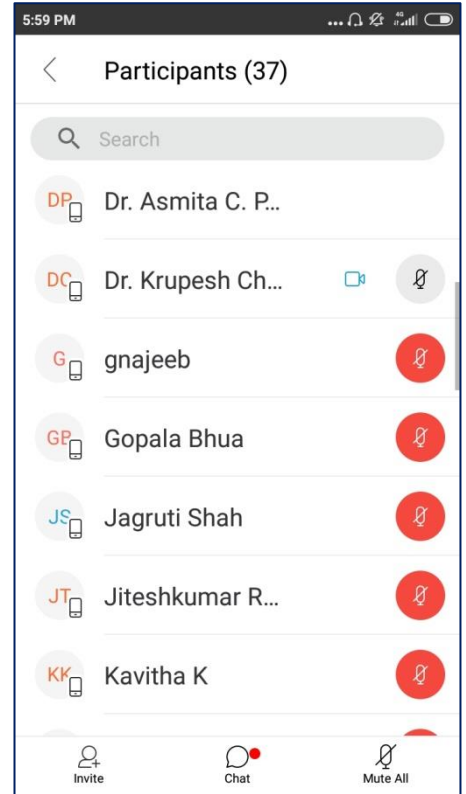 5:59 PM
4G
Participants (37)
Search
DP Dr. Asmita C. P...
DC Dr. Krupesh Ch...
G gnajeeb
GB Gopala Bhua
JS Jagruti Shah
JT Jiteshkumar R...
KK Kavitha K
Invite Chat Mute All